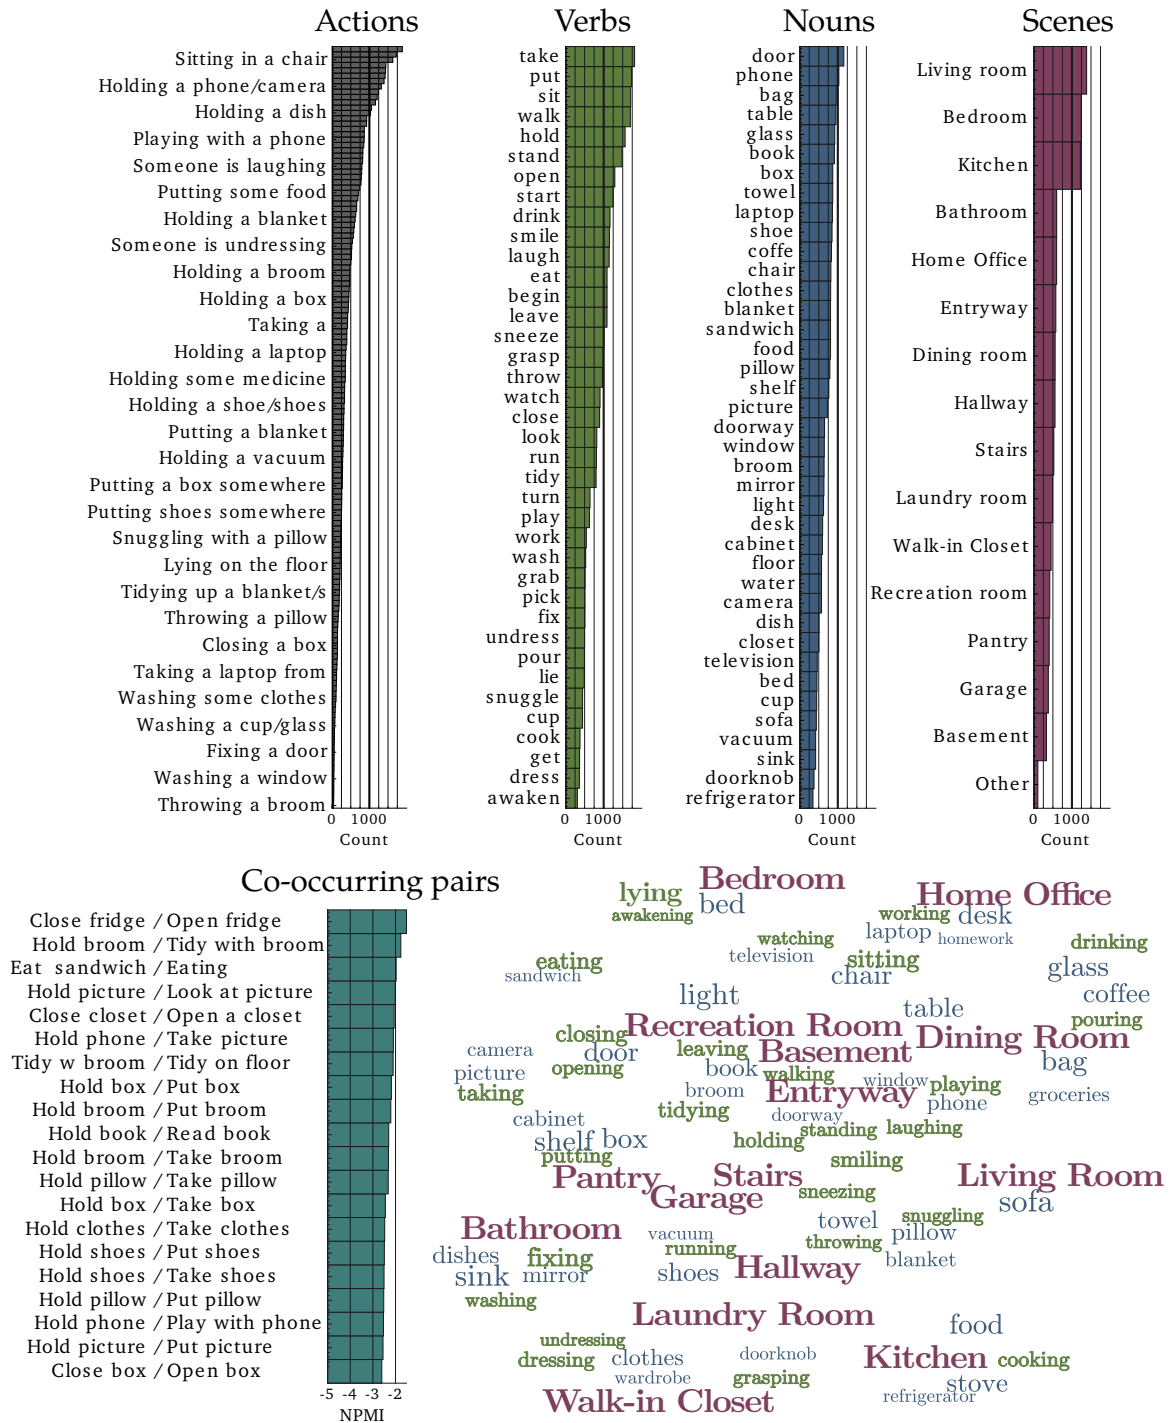 Actions
Sitting in a chair
Holding a phone/camera
Holding a dish
Playing with a phone
Someone is laughing
Putting some food
Holding a blanket
Someone is undressing
Holding a broom
Holding a box
Taking a
Holding a laptop
Holding some medicine
Holding a shoe/shoes
Putting a blanket
Holding a vacuum
Putting a box somewhere
Putting shoes somewhere
Snuggling with a pillow
Lying on the floor
Tidying up a blanket/s
Throwing a pillow
Closing a box
Taking a laptop from
Washing some clothes
Washing a cup/glass
Fixing a door
Washing a window
Throwing a broom
0 1000
Count
Verbs
take
put
sit
walk
hold
stand
open
start
drink
smile
laugh
eat
begin
leave
sneeze
grasp
throw
watch
close
look
run
tidy
turn
play
work
wash
grab
pick
fix
undress
pour
lie
snuggle
cup
cook
get
dress
awaken
0 1000
Count
Nouns
door
phone
bag
table
glass
book
box
towel
laptop
shoe
coffe
chair
clothes
blanket
sandwich
food
pillow
shelf
picture
doorway
window
broom
mirror
light
desk
cabinet
floor
water
camera
dish
closet
television
bed
cup
sofa
vacuum
sink
doorknob
refrigerator
0 1000
Count
Scenes
Living room
Bedroom
Kitchen
Bathroom
Home Office
Entryway
Dining room
Hallway
Stairs
Laundry room
Walk-in Closet
Recreation room
Pantry
Garage
Basement
Other
0 1000
Count
Co-occurring pairs
Close fridge / Open fridge
Hold broom / Tidy with broom
Eat sandwich / Eating
Hold picture / Look at picture
Close closet / Open a closet
Hold phone / Take picture
Tidy w broom / Tidy on floor
Hold box / Put box
Hold broom / Put broom
Hold book / Read book
Hold broom / Take broom
Hold pillow / Take pillow
Hold box / Take box
Hold clothes / Take clothes
Hold shoes / Put shoes
Hold shoes / Take shoes
Hold pillow / Put pillow
Hold phone / Play with phone
Hold picture / Put picture
Close box / Open box
-5 -4 -3 -2
NPMI
Bedroom
lying
bed
awakening
Home Office
working desk
laptop homework
watching
television
drinking
eating
sandwich
sitting
chair
glass
coffee
light
table
pouring
Recreation Room
closing
door
opening
camera
picture
taking
leaving
Basement
Dining Room
book walking
bag
broom
Entryway
window playing
phone
groceries
tidying
doorway
cabinet
shelf box
putting
holding
standing laughing
smiling
Pantry
Stairs
Garage
sneezing
Living Room
sofa
Bathroom
dishes
fixing
sink mirror
washing
vacuum
running
shoes
towel
snuggling
pillow
throwing
blanket
Hallway
Laundry Room
food
undressing
dressing
clothes
wardrobe
doorknob
grasping
Kitchen cooking
stove
refrigerator
Walk-in Closet